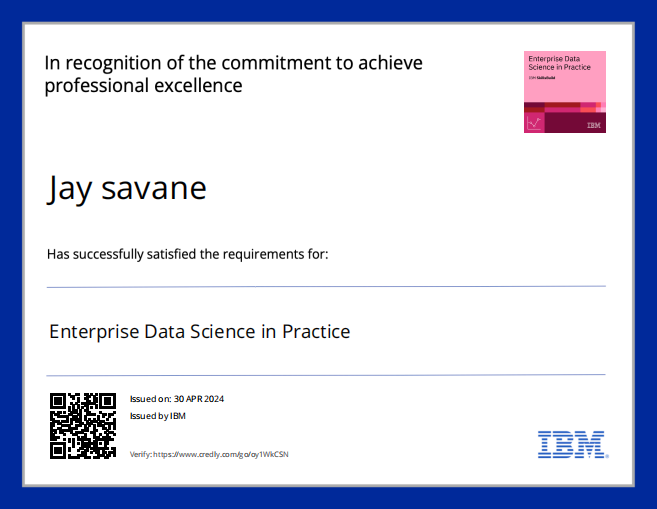 In recognition of the commitment to achieve
professional excellence
Enterprise Data
Science in Practice
IBM SkillsBuild
IBM
Jay savane
Has successfully satisfied the requirements for:
Enterprise Data Science in Practice
Issued on: 30 APR 2024
Issued by IBM
Verify: https://www.credly.com/go/oy1WkCSN
IBM®